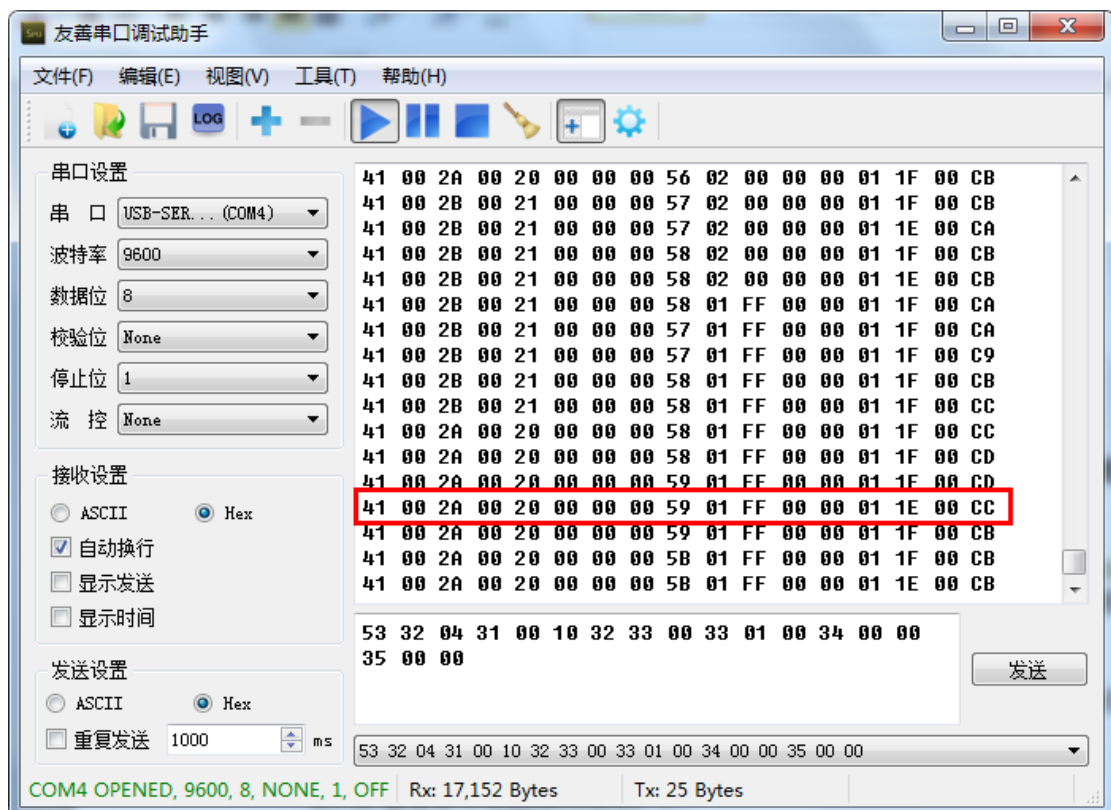 友善串口调试助手
文件(F) 编辑(E) 视图(V) 工具(T) 帮助(H)
LOG
串口设置
串 口 USB-SER... (COM4)
波特率 9600
数据位 8
校验位 None
停止位 1
流 控 None
接收设置
ASCII Hex
自动换行
显示发送
显示时间
发送设置
ASCII Hex
重复发送 1000 ms
41 00 2A 00 20 00 00 00 56 02 00 00 00 01 1F 00 CB
41 00 2B 00 21 00 00 00 57 02 00 00 00 01 1F 00 CB
41 00 2B 00 21 00 00 00 57 02 00 00 00 01 1E 00 CA
41 00 2B 00 21 00 00 00 58 02 00 00 00 01 1F 00 CB
41 00 2B 00 21 00 00 00 58 02 00 00 00 01 1E 00 CB
41 00 2B 00 21 00 00 00 58 01 FF 00 00 01 1F 00 CA
41 00 2B 00 21 00 00 00 57 01 FF 00 00 01 1F 00 CA
41 00 2B 00 21 00 00 00 57 01 FF 00 00 01 1F 00 C9
41 00 2B 00 21 00 00 00 58 01 FF 00 00 01 1F 00 CB
41 00 2B 00 21 00 00 00 58 01 FF 00 00 01 1F 00 CC
41 00 2A 00 20 00 00 00 58 01 FF 00 00 01 1F 00 CC
41 00 2A 00 20 00 00 00 58 01 FF 00 00 01 1F 00 CD
41 00 2A 00 20 00 00 00 59 01 FF 00 00 01 1F 00 CD
41 00 2A 00 20 00 00 00 59 01 FF 00 00 01 1E 00 CC
41 00 2A 00 20 00 00 00 59 01 FF 00 00 01 1F 00 CB
41 00 2A 00 20 00 00 00 5B 01 FF 00 00 01 1F 00 CB
41 00 2A 00 20 00 00 00 5B 01 FF 00 00 01 1E 00 CB
53 32 04 31 00 10 32 33 00 33 01 00 34 00 00
35 00 00
发送
53 32 04 31 00 10 32 33 00 33 01 00 34 00 00 35 00 00
COM4 OPENED, 9600, 8, NONE, 1, OFF Rx: 17,152 Bytes Tx: 25 Bytes